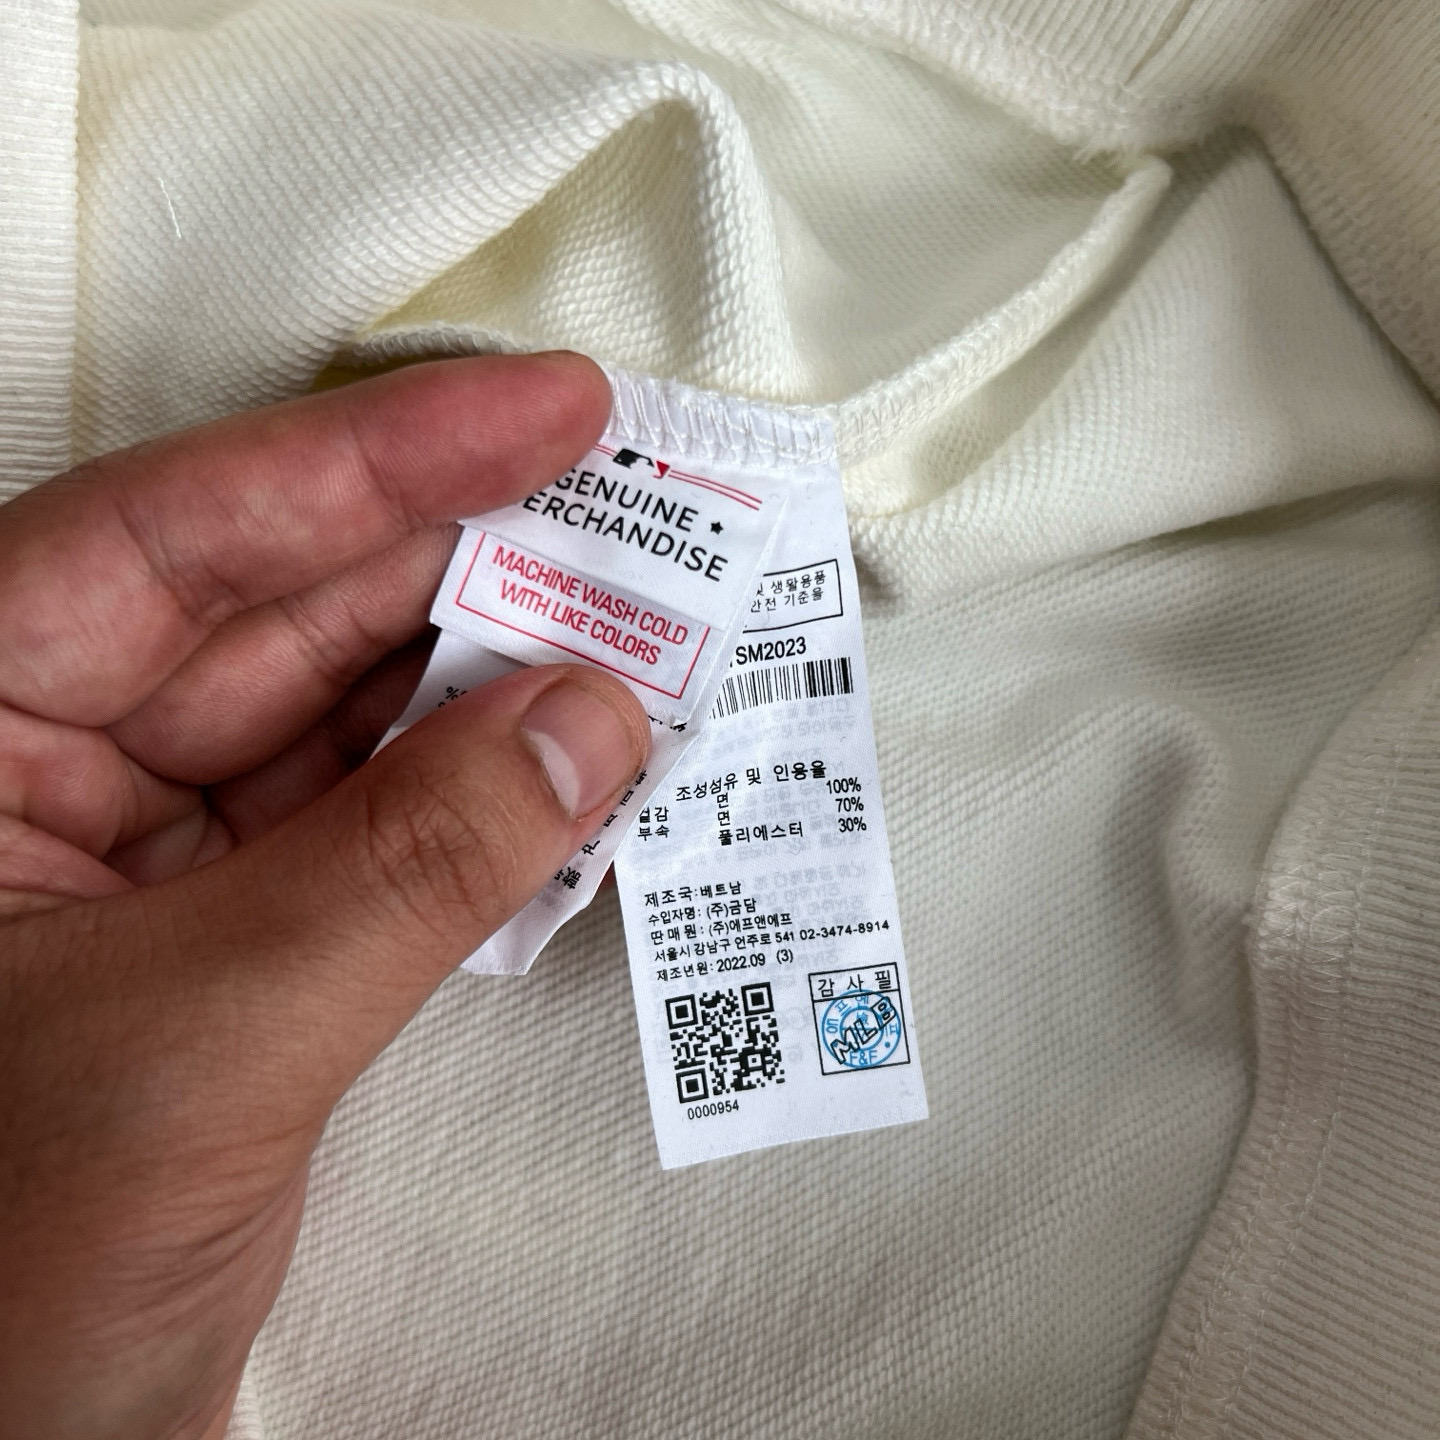 GENUINE
ERCHANDISE
MACHINE WASH COLD
WITH LIKE COLORS
및 생활용품
안전 기준율
SM2023
조성섬유 및 인용율
면 100%
겉감 면 70%
부속 폴리에스터 30%
제조국:베트남
수입자명: (주)금담
딴 매 원: (주)에프앤에프
서울시 강남구 언주로 541 02-3474-8914
제조년원: 2022.09 (3)
감 사 필
MLB
F&F
0000954